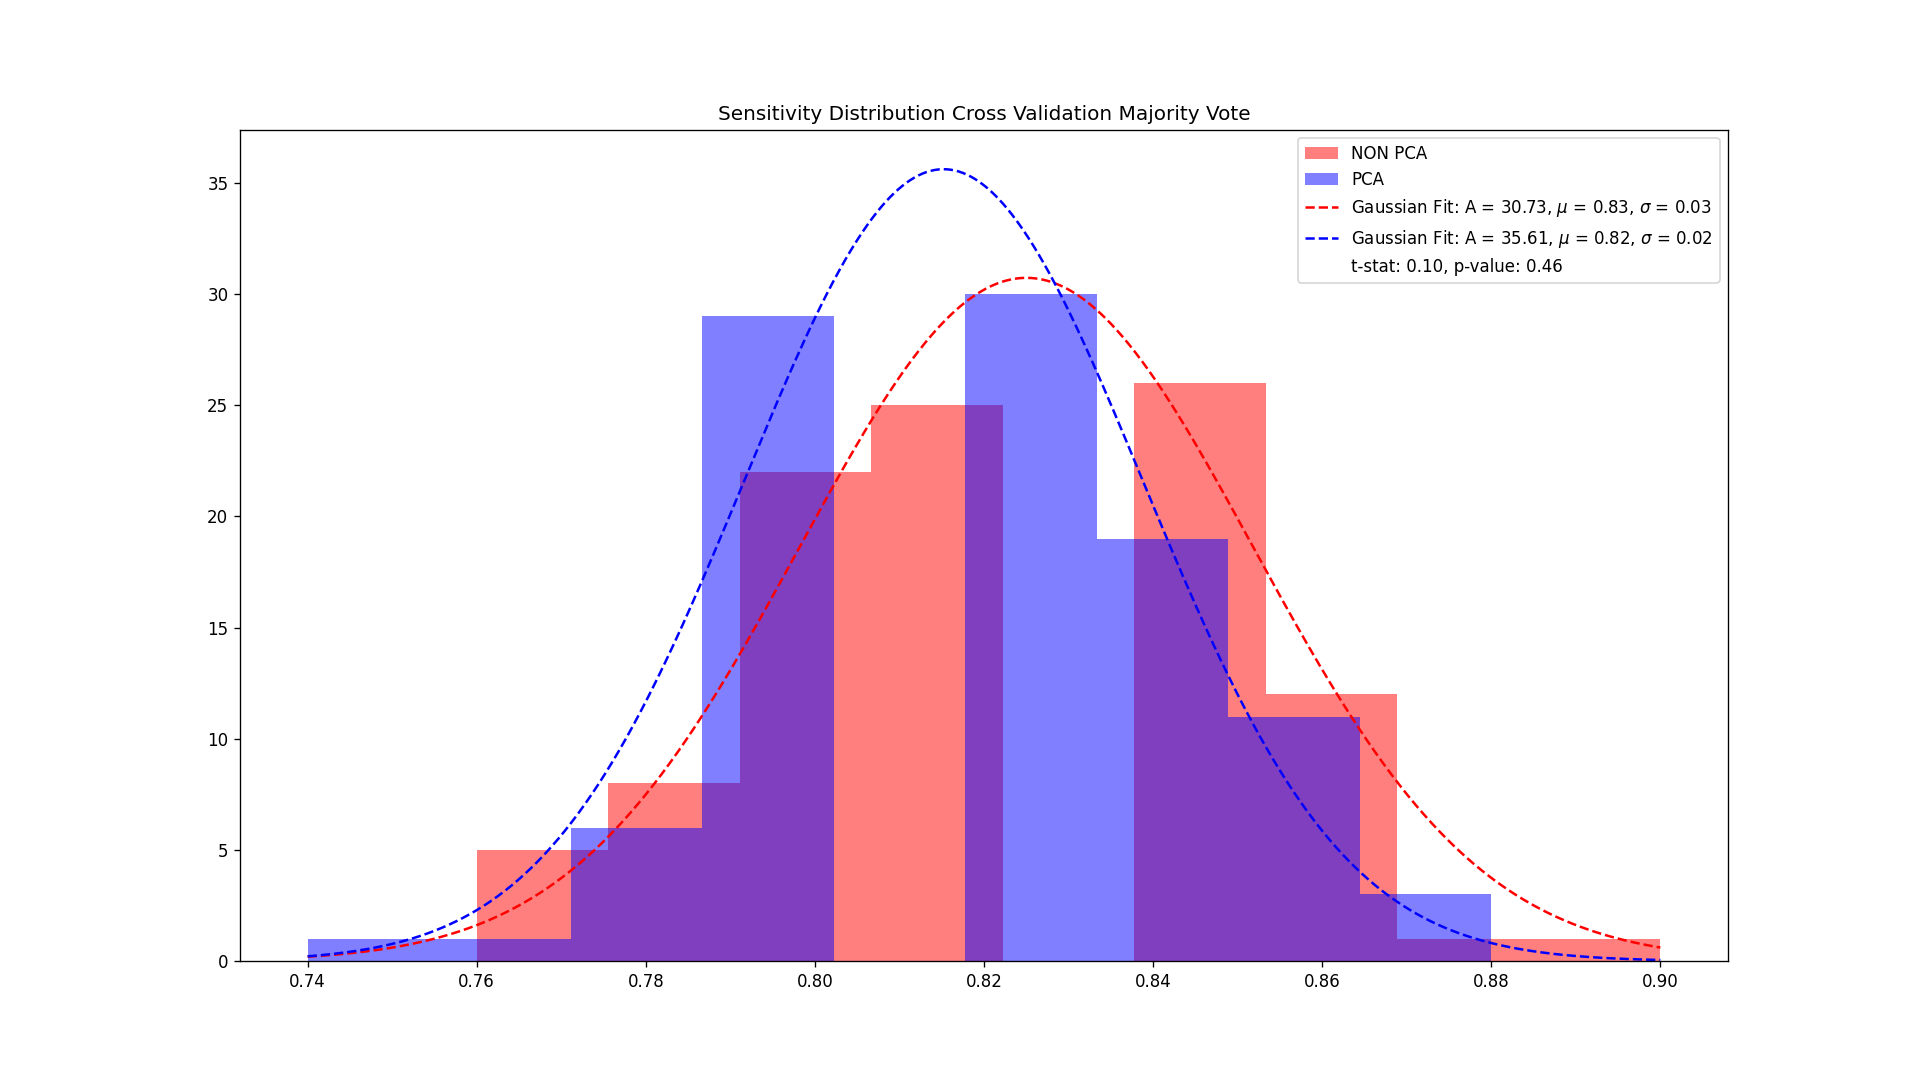 Sensitivity Distribution Cross Validation Majority Vote
NON PCA
PCA
Gaussian Fit: A = 30.73, μ = 0.83, σ = 0.03
Gaussian Fit: A = 35.61, μ = 0.82, σ = 0.02
t-stat: 0.10, p-value: 0.46
35
30
25
20
15
10
5
0
0.74 0.76 0.78 0.80 0.82 0.84 0.86 0.88 0.90